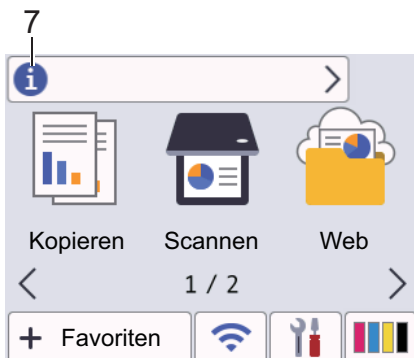 7
i
Kopieren Scannen Web
1 / 2
+ Favoriten